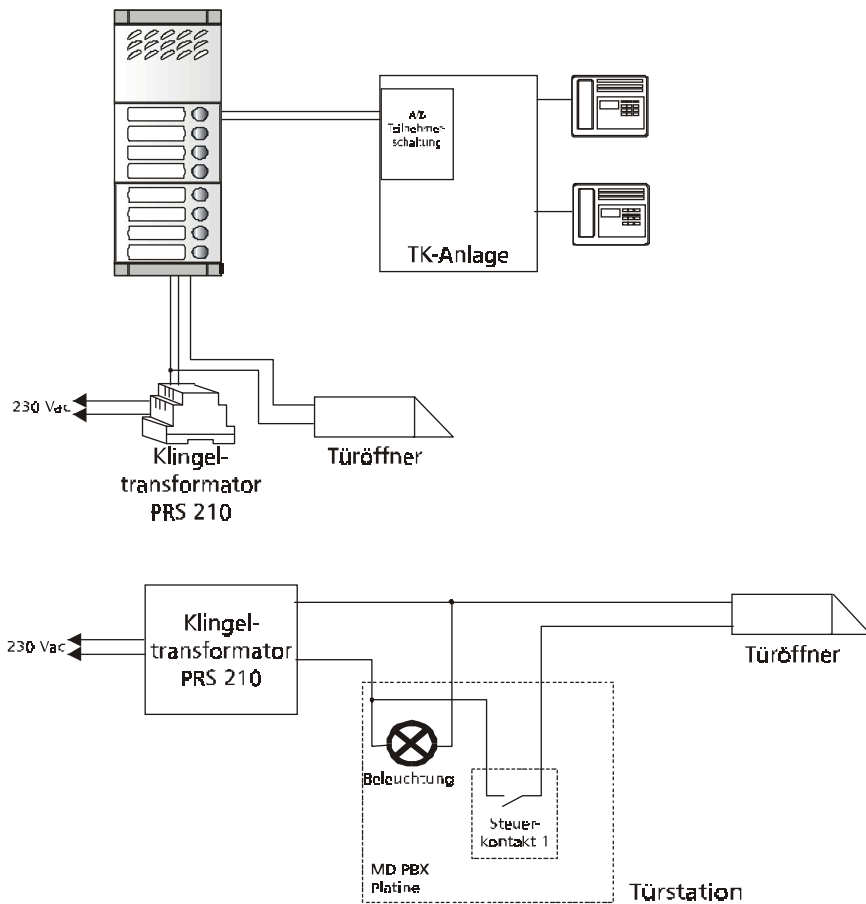 A/B
Teilnehmer-
schaltung
TK-Anlage
230 Vac
Klingel-
transformator
PRS 210
Türöffner
Klingel-
transformator
PRS 210
230 Vac
Türöffner
Beleuchtung
Steuer-
kontakt 1
MD PBX
Platine
Türstation